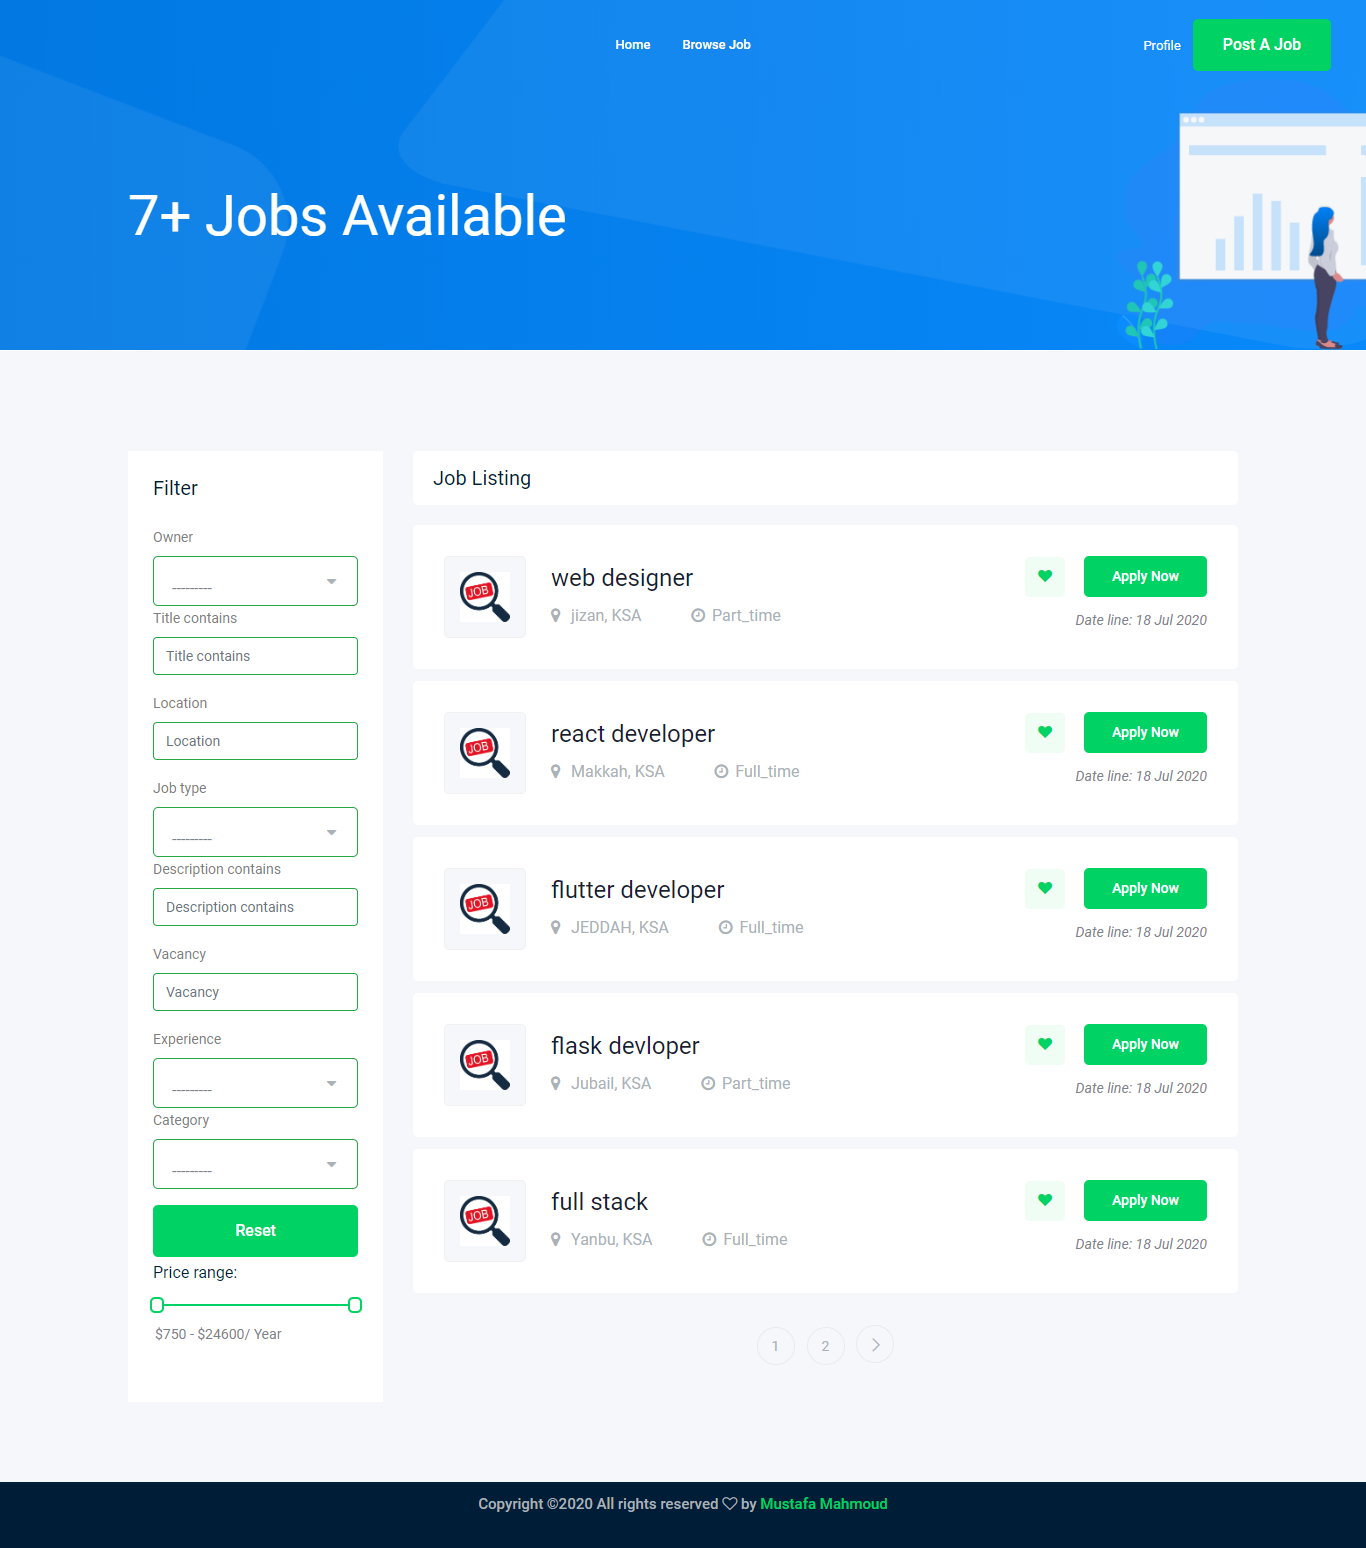 Home Browse Job Profile Post A Job
7+ Jobs Available
Filter
Owner
---------
Title contains
Title contains
Location
Location
Job type
---------
Description contains
Description contains
Vacancy
Vacancy
Experience
---------
Category
---------
Reset
Price range:
$750 - $24600/ Year
Job Listing
JOB
web designer
jizan, KSA Part_time
Apply Now
Date line: 18 Jul 2020
JOB
react developer
Makkah, KSA Full_time
Apply Now
Date line: 18 Jul 2020
JOB
flutter developer
JEDDAH, KSA Full_time
Apply Now
Date line: 18 Jul 2020
JOB
flask devloper
Jubail, KSA Part_time
Apply Now
Date line: 18 Jul 2020
JOB
full stack
Yanbu, KSA Full_time
Apply Now
Date line: 18 Jul 2020
1 2
Copyright ©2020 All rights reserved ♡ by Mustafa Mahmoud